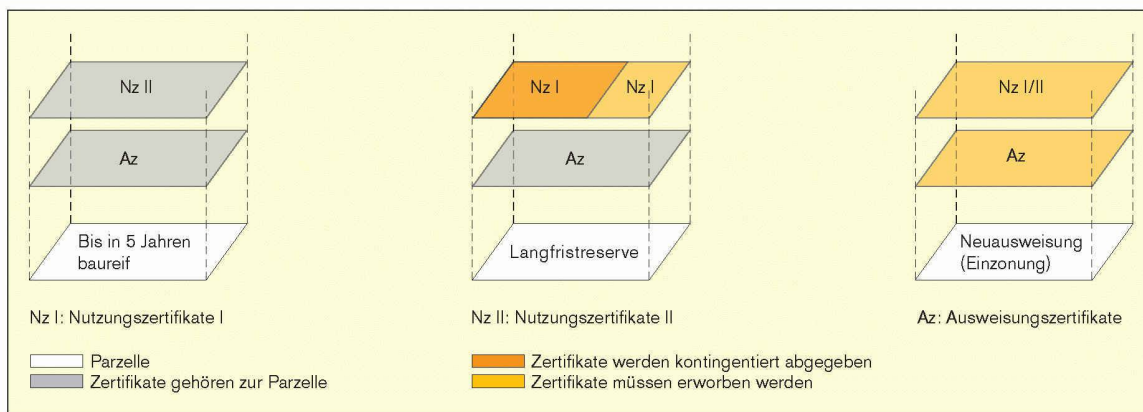 Nz II
Az
Bis in 5 Jahren
baureif
Nz I
Nz I
Az
Langfristreserve
Nz I/II
Az
Neuausweisung
(Einzonung)
Nz I: Nutzungszertifikate I
Nz II: Nutzungszertifikate II
Az: Ausweisungszertifikate
Parzelle
Zertifikate gehören zur Parzelle
Zertifikate werden kontingentiert abgegeben
Zertifikate müssen erworben werden